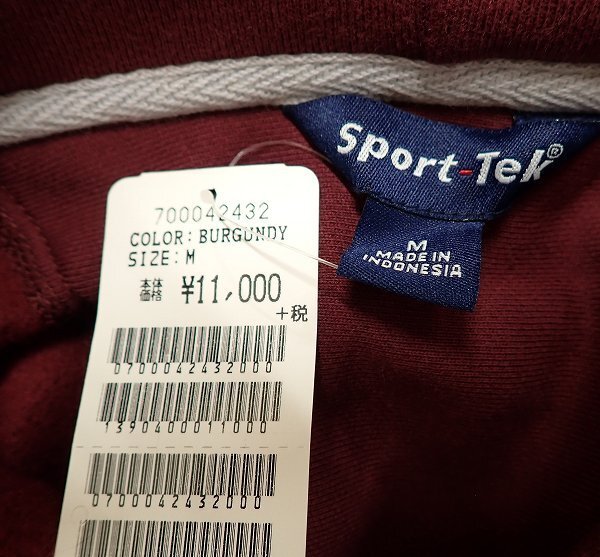 Sport-Tek®
M
MADE IN
INDONESIA
700042432
COLOR: BURGUNDY
SIZE: M
本体
価格 ¥11,000
+税
0700042432000
1390400011000
0700042432000